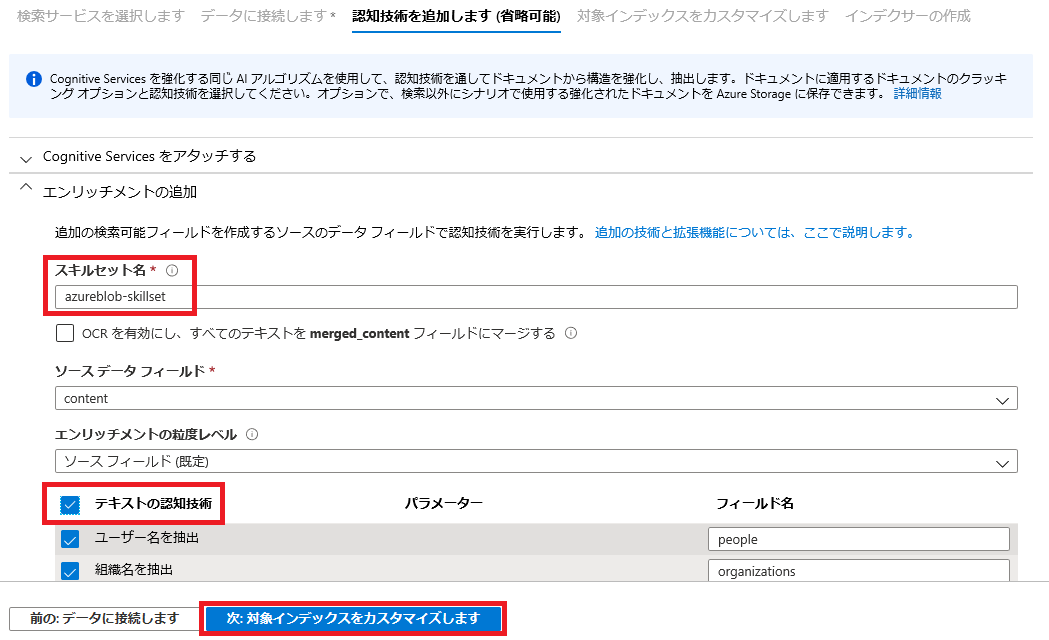 検索サービスを選択します データに接続します* 認知技術を追加します (省略可能) 対象インデックスをカスタマイズします インデクサーの作成
Cognitive Services を強化する同じ AI アルゴリズムを使用して、認知技術を通してドキュメントから構造を強化し、抽出します。ドキュメントに適用するドキュメントのクラッキ
ング オプションと認知技術を選択してください。オプションで、検索以外にシナリオで使用する強化されたドキュメントを Azure Storage に保存できます。 詳細情報
Cognitive Services をアタッチする
エンリッチメントの追加
追加の検索可能フィールドを作成するソースのデータ フィールドで認知技術を実行します。 追加の技術と拡張機能については、ここで説明します。
スキルセット名 *
azureblob-skillset
OCR を有効にし、すべてのテキストを merged_content フィールドにマージする
ソース データ フィールド *
content
エンリッチメントの粒度レベル
ソース フィールド (既定)
テキストの認知技術 パラメーター フィールド名
ユーザー名を抽出 people
組織名を抽出 organizations
前の: データに接続します 次: 対象インデックスをカスタマイズします